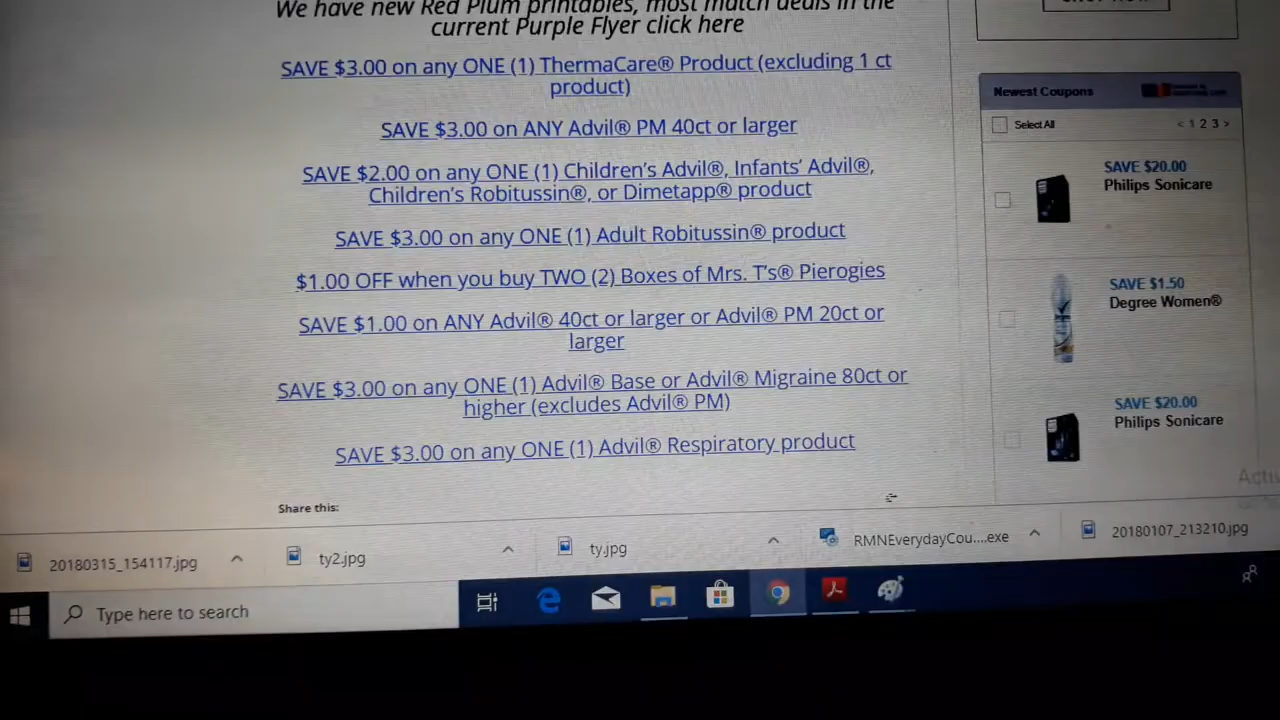 We have new Red Plum printables, most match deals in the
current Purple Flyer click here
SAVE $3.00 on any ONE (1) ThermaCare® Product (excluding 1 ct
product)
SAVE $3.00 on ANY Advil® PM 40ct or larger
SAVE $2.00 on any ONE (1) Children's Advil®, Infants' Advil®,
Children's Robitussin®, or Dimetapp® product
SAVE $3.00 on any ONE (1) Adult Robitussin® product
$1.00 OFF when you buy TWO (2) Boxes of Mrs. T's® Pierogies
SAVE $1.00 on ANY Advil® 40ct or larger or Advil® PM 20ct or
larger
SAVE $3.00 on any ONE (1) Advil® Base or Advil® Migraine 80ct or
higher (excludes Advil® PM)
SAVE $3.00 on any ONE (1) Advil® Respiratory product
Share this:
Newest Coupons
Select All
< 1 2 3 >
SAVE $20.00
Philips Sonicare
SAVE $1.50
Degree Women®
SAVE $20.00
Philips Sonicare
20180315_154117.jpg
ty2.jpg
ty.jpg
RMNEverydayCou....exe
20180107_213210.jpg
Type here to search